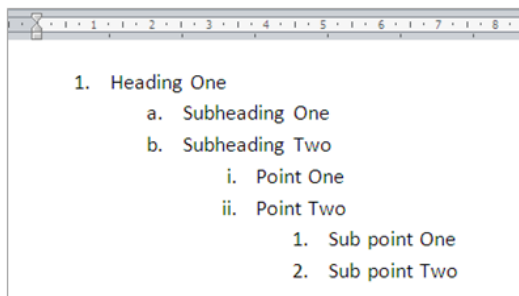 1 · 2 · 3 · 4 · 5 · 6 · 7 · 8
1. Heading One
a. Subheading One
b. Subheading Two
i. Point One
ii. Point Two
1. Sub point One
2. Sub point Two